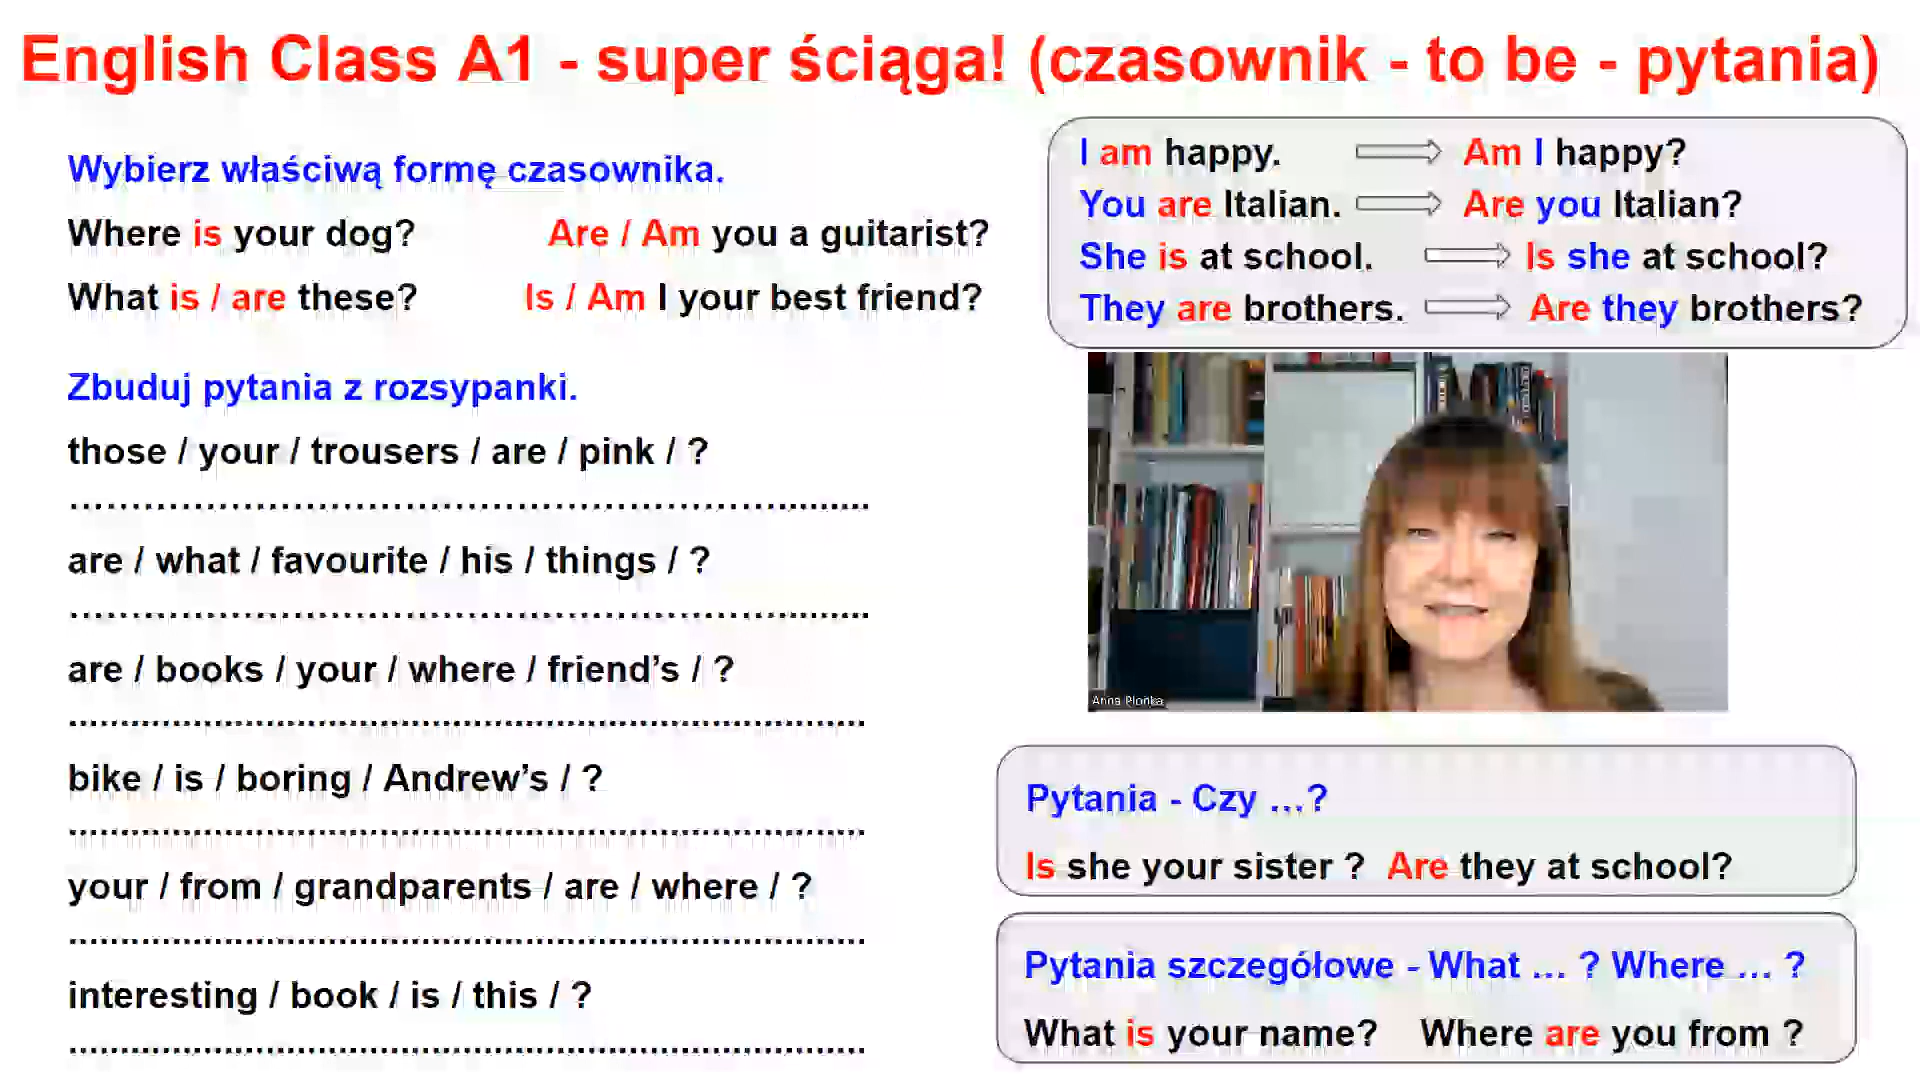 English Class A1 - super ściąga! (czasownik - to be - pytania)
Wybierz właściwą formę czasownika.
Where is your dog? Are / Am you a guitarist?
What is / are these? Is / Am I your best friend?
Zbuduj pytania z rozsypanki.
those / your / trousers / are / pink / ?
........................................................................
are / what / favourite / his / things / ?
........................................................................
are / books / your / where / friend’s / ?
........................................................................
bike / is / boring / Andrew’s / ?
........................................................................
your / from / grandparents / are / where / ?
........................................................................
interesting / book / is / this / ?
........................................................................
I am happy. Am I happy?
You are Italian. Are you Italian?
She is at school. Is she at school?
They are brothers. Are they brothers?
Anna Płonka
Pytania - Czy …?
Is she your sister ? Are they at school?
Pytania szczegółowe - What … ? Where … ?
What is your name? Where are you from ?